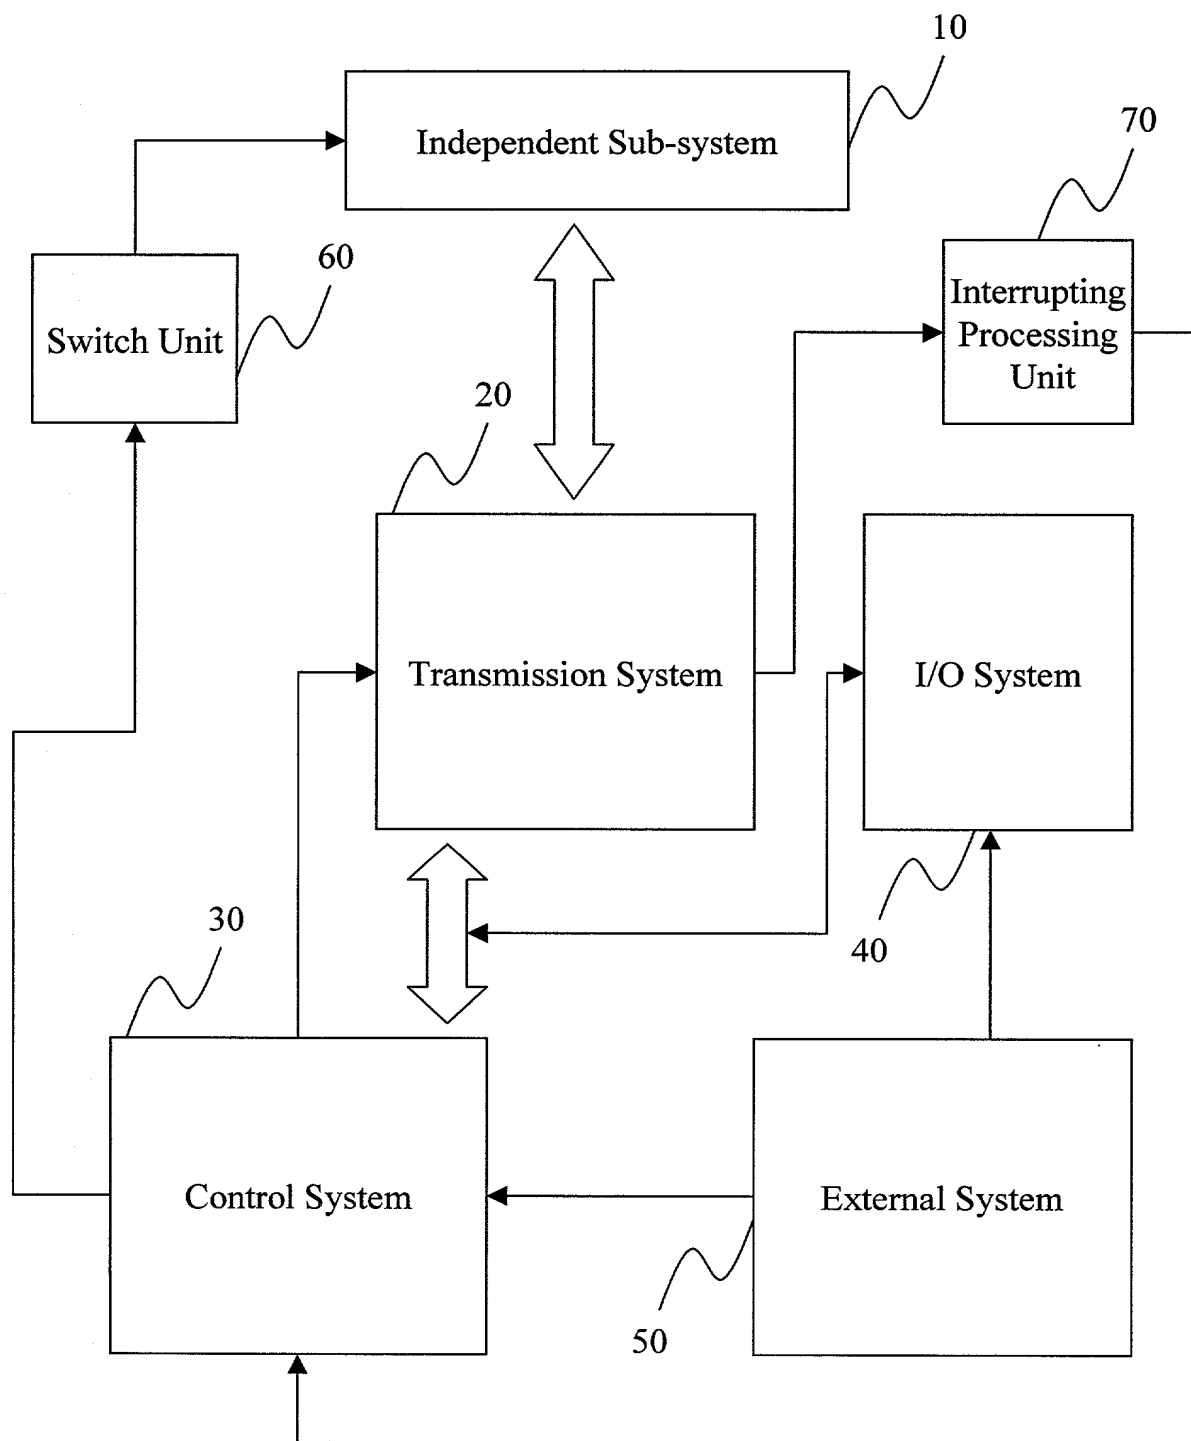 10
Independent Sub-system
70
60
Interrupting
Processing
Unit
Switch Unit
20
Transmission System
I/O System
30
40
Control System
External System
50